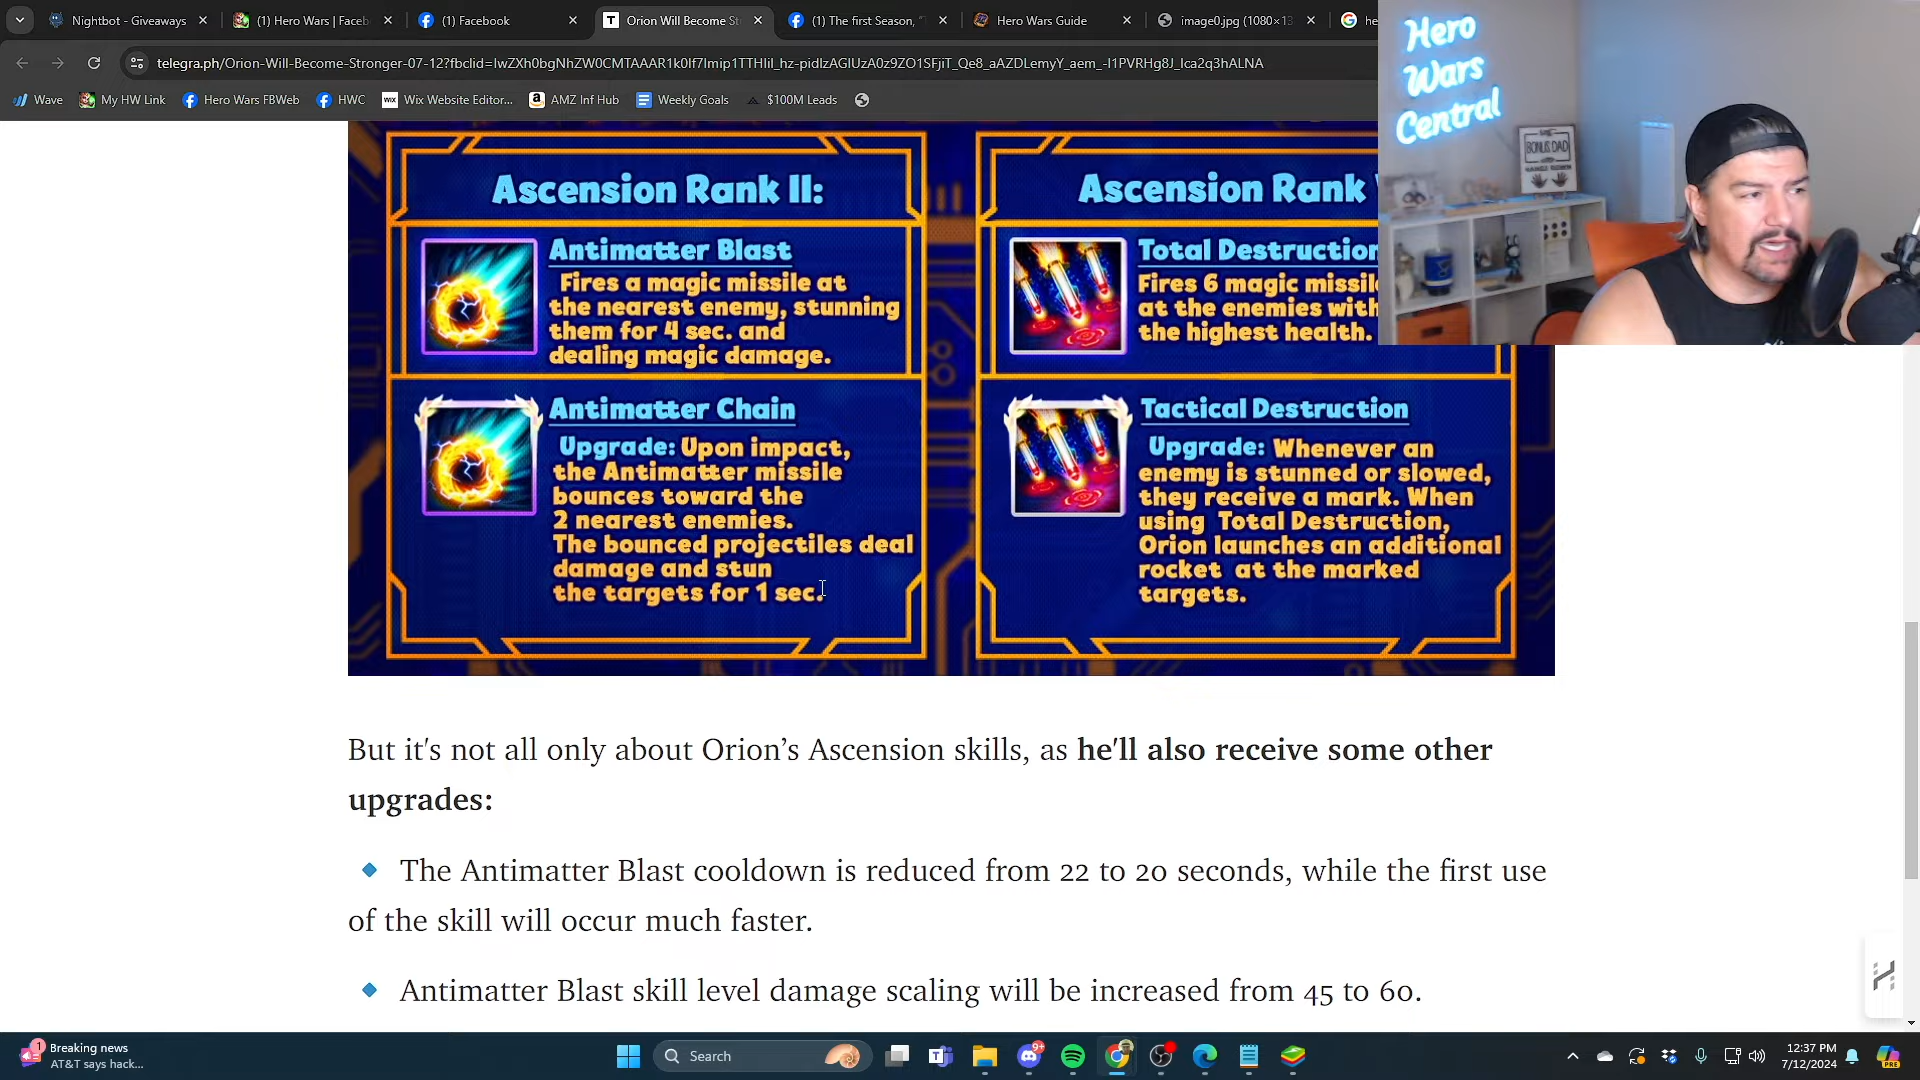 Nightbot - Giveaways
(1) Hero Wars | Faceb
(1) Facebook
Orion Will Become St
(1) The first Season,
Hero Wars Guide
image0.jpg (1080×13
he
telegra.ph/Orion-Will-Become-Stronger-07-12?fbclid=
Wave
My HW Link
Hero Wars FBWeb
HWC
WIX
Wix Website Editor...
AMZ Inf Hub
Weekly Goals
$100M Leads
Hero
Wars
Central
BONUS DAD
Ascension Rank II:
Antimatter Blast
Fires a magic missile at
the nearest enemy, stunning
them for 4 sec. and
dealing magic damage.
Antimatter Chain
Upgrade: Upon impact,
the Antimatter missile
bounces toward the
2 nearest enemies.
The bounced projectiles deal
damage and stun
the targets for 1 sec.
Ascension Rank
Total Destruction
Fires 6 magic missil
at the enemies with
the highest health.
Tactical Destruction
Upgrade: Whenever an
enemy is stunned or slowed,
they receive a mark. When
using Total Destruction,
Orion launches an additional
rocket at the marked
targets.
But it's not all only about Orion’s Ascension skills, as he'll also receive some other
upgrades:
The Antimatter Blast cooldown is reduced from 22 to 20 seconds, while the first use
of the skill will occur much faster.
Antimatter Blast skill level damage scaling will be increased from 45 to 60.
1
Breaking news
AT&T says hack...
Search
9+
12:37 PM
7/12/2024
PRE